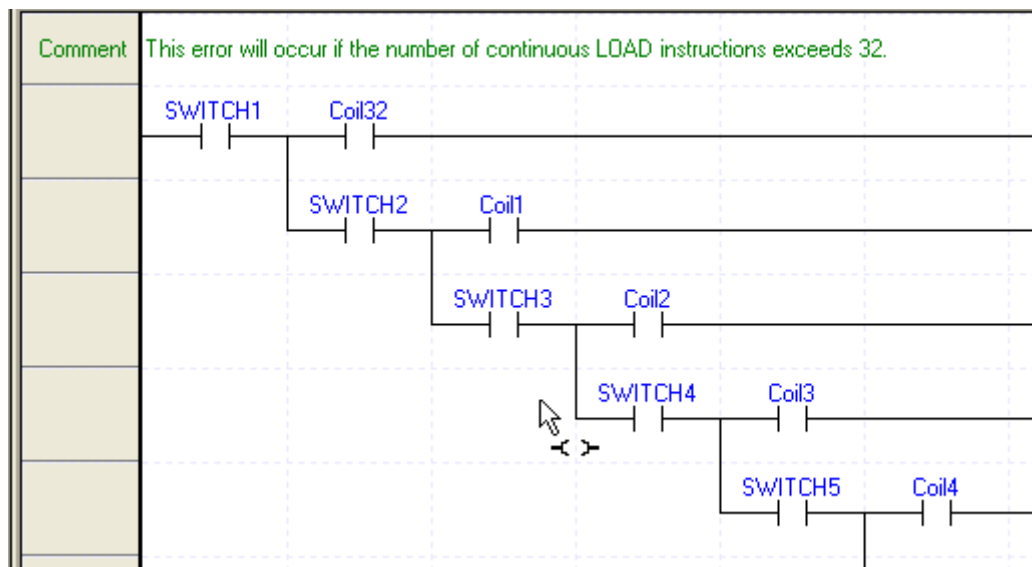 Comment This error will occur if the number of continuous LOAD instructions exceeds 32.
SWITCH1 Coil32
SWITCH2 Coil1
SWITCH3 Coil2
SWITCH4 Coil3
SWITCH5 Coil4